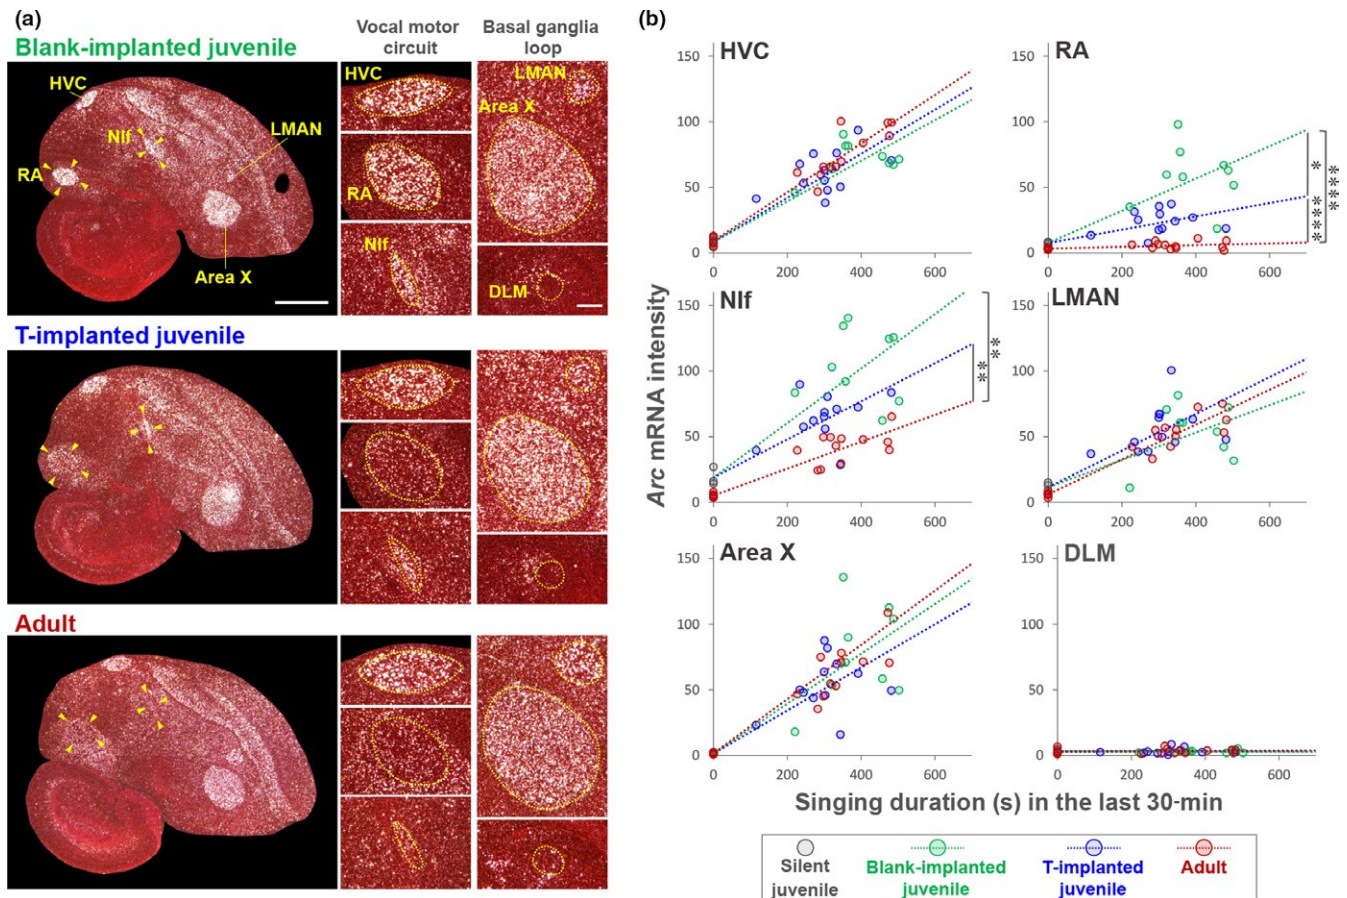 (a)
Blank-implanted juvenile
Vocal motor
circuit
Basal ganglia
loop
HVC
NIf
LMAN
RA
Area X
HVC
RA
NIf
LMAN
Area X
DLM
T-implanted juvenile
Adult
(b)
Arc mRNA intensity
HVC
150
100
50
0
0
200
400
600
RA
150
100
50
0
0
200
400
600
*
****
****
NIf
150
100
50
0
0
200
400
600
**
**
LMAN
150
100
50
0
0
200
400
600
Area X
150
100
50
0
0
200
400
600
DLM
150
100
50
0
0
200
400
600
Singing duration (s) in the last 30-min
Silent
juvenile
Blank-implanted
juvenile
T-implanted
juvenile
Adult